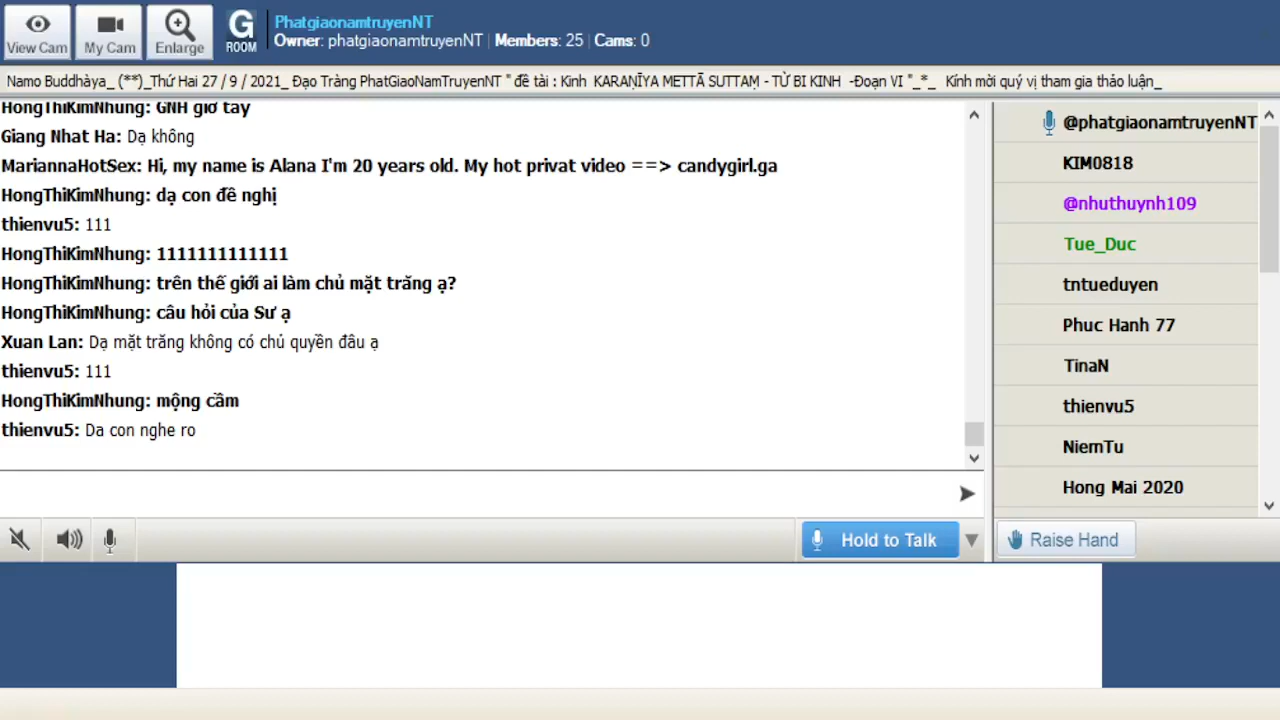 View Cam
My Cam
Enlarge
G
ROOM
PhatgiaonamtruyenNT
Owner: phatgiaonamtruyenNT | Members: 25 | Cams: 0
Namo Buddhàya_ (**)_Thứ Hai 27 / 9 / 2021_ Đạo Tràng PhatGiaoNamTruyenNT " đề tài : Kinh KARAṆĪYA METTĀ SUTTAṂ - TỪ BI KINH -Đoạn VI "_*_ Kính mời quý vị tham gia thảo luận_
HongThiKimNhung: GNH giơ tay
Giang Nhat Ha: Dạ không
MariannaHotSex: Hi, my name is Alana I'm 20 years old. My hot privat video ==> candygirl.ga
HongThiKimNhung: dạ con đề nghị
thienvu5: 111
HongThiKimNhung: 1111111111111
HongThiKimNhung: trên thế giới ai làm chủ mặt trăng ạ?
HongThiKimNhung: câu hỏi của Sư ạ
Xuan Lan: Dạ mặt trăng không có chủ quyền đâu ạ
thienvu5: 111
HongThiKimNhung: mộng cầm
thienvu5: Da con nghe ro
@phatgiaonamtruyenNT
KIM0818
@nhuthuynh109
Tue_Duc
tntueduyen
Phuc Hanh 77
TinaN
thienvu5
NiemTu
Hong Mai 2020
Hold to Talk
Raise Hand